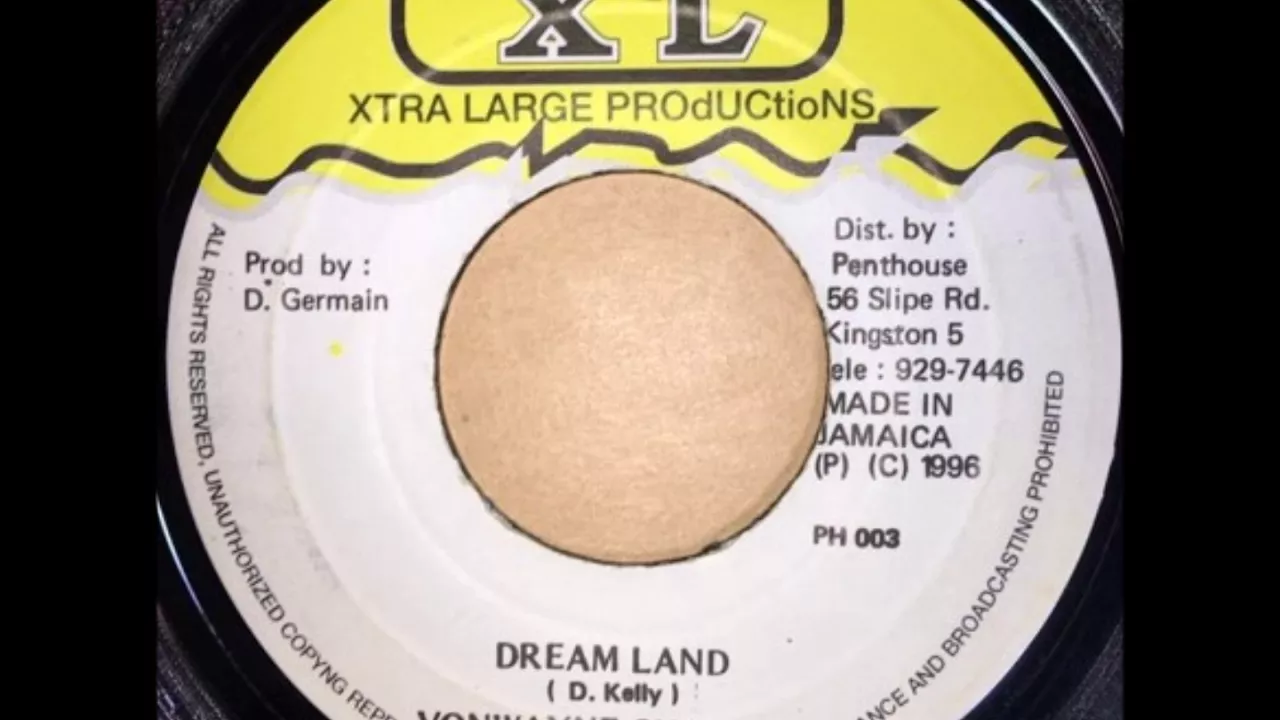 XL
XTRA LARGE PROdUCtioNS
Prod by :
D. Germain
Dist. by :
Penthouse
56 Slipe Rd.
Kingston 5
ele : 929-7446
MADE IN
JAMAICA
(P) (C) 1996
PH 003
DREAM LAND
( D. Kelly )
ALL RIGHTS RESERVED, UNAUTHORIZED COPYNG REPR
ANCE AND BROADCASTING PROHIBITED